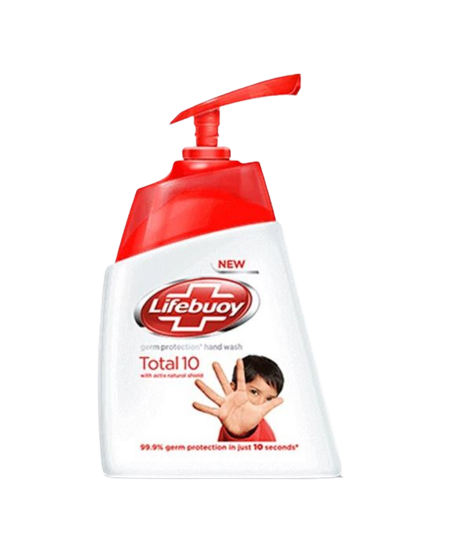 NEW
Lifebuoy
germ protection* hand wash
Total 10
with activ natural shield
99.9% germ protection in just 10 seconds*